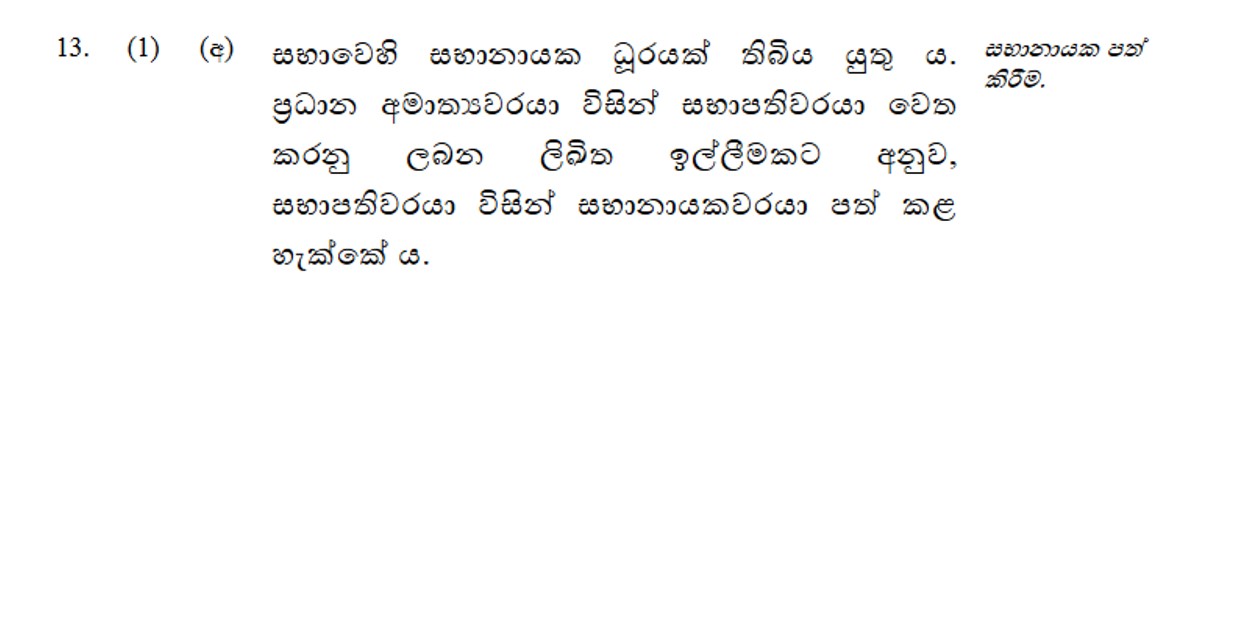 13. (1) (අ) සභාවෙහි සභානායක ධූරයක් තිබිය යුතු ය. සභානායක පත්
කිරීම.
ප්‍රධාන අමාත්‍යවරයා විසින් සභාපතිවරයා වෙත
කරනු ලබන ලිඛිත ඉල්ලීමකට අනුව,
සභාපතිවරයා විසින් සභානායකවරයා පත් කළ
හැක්කේ ය.